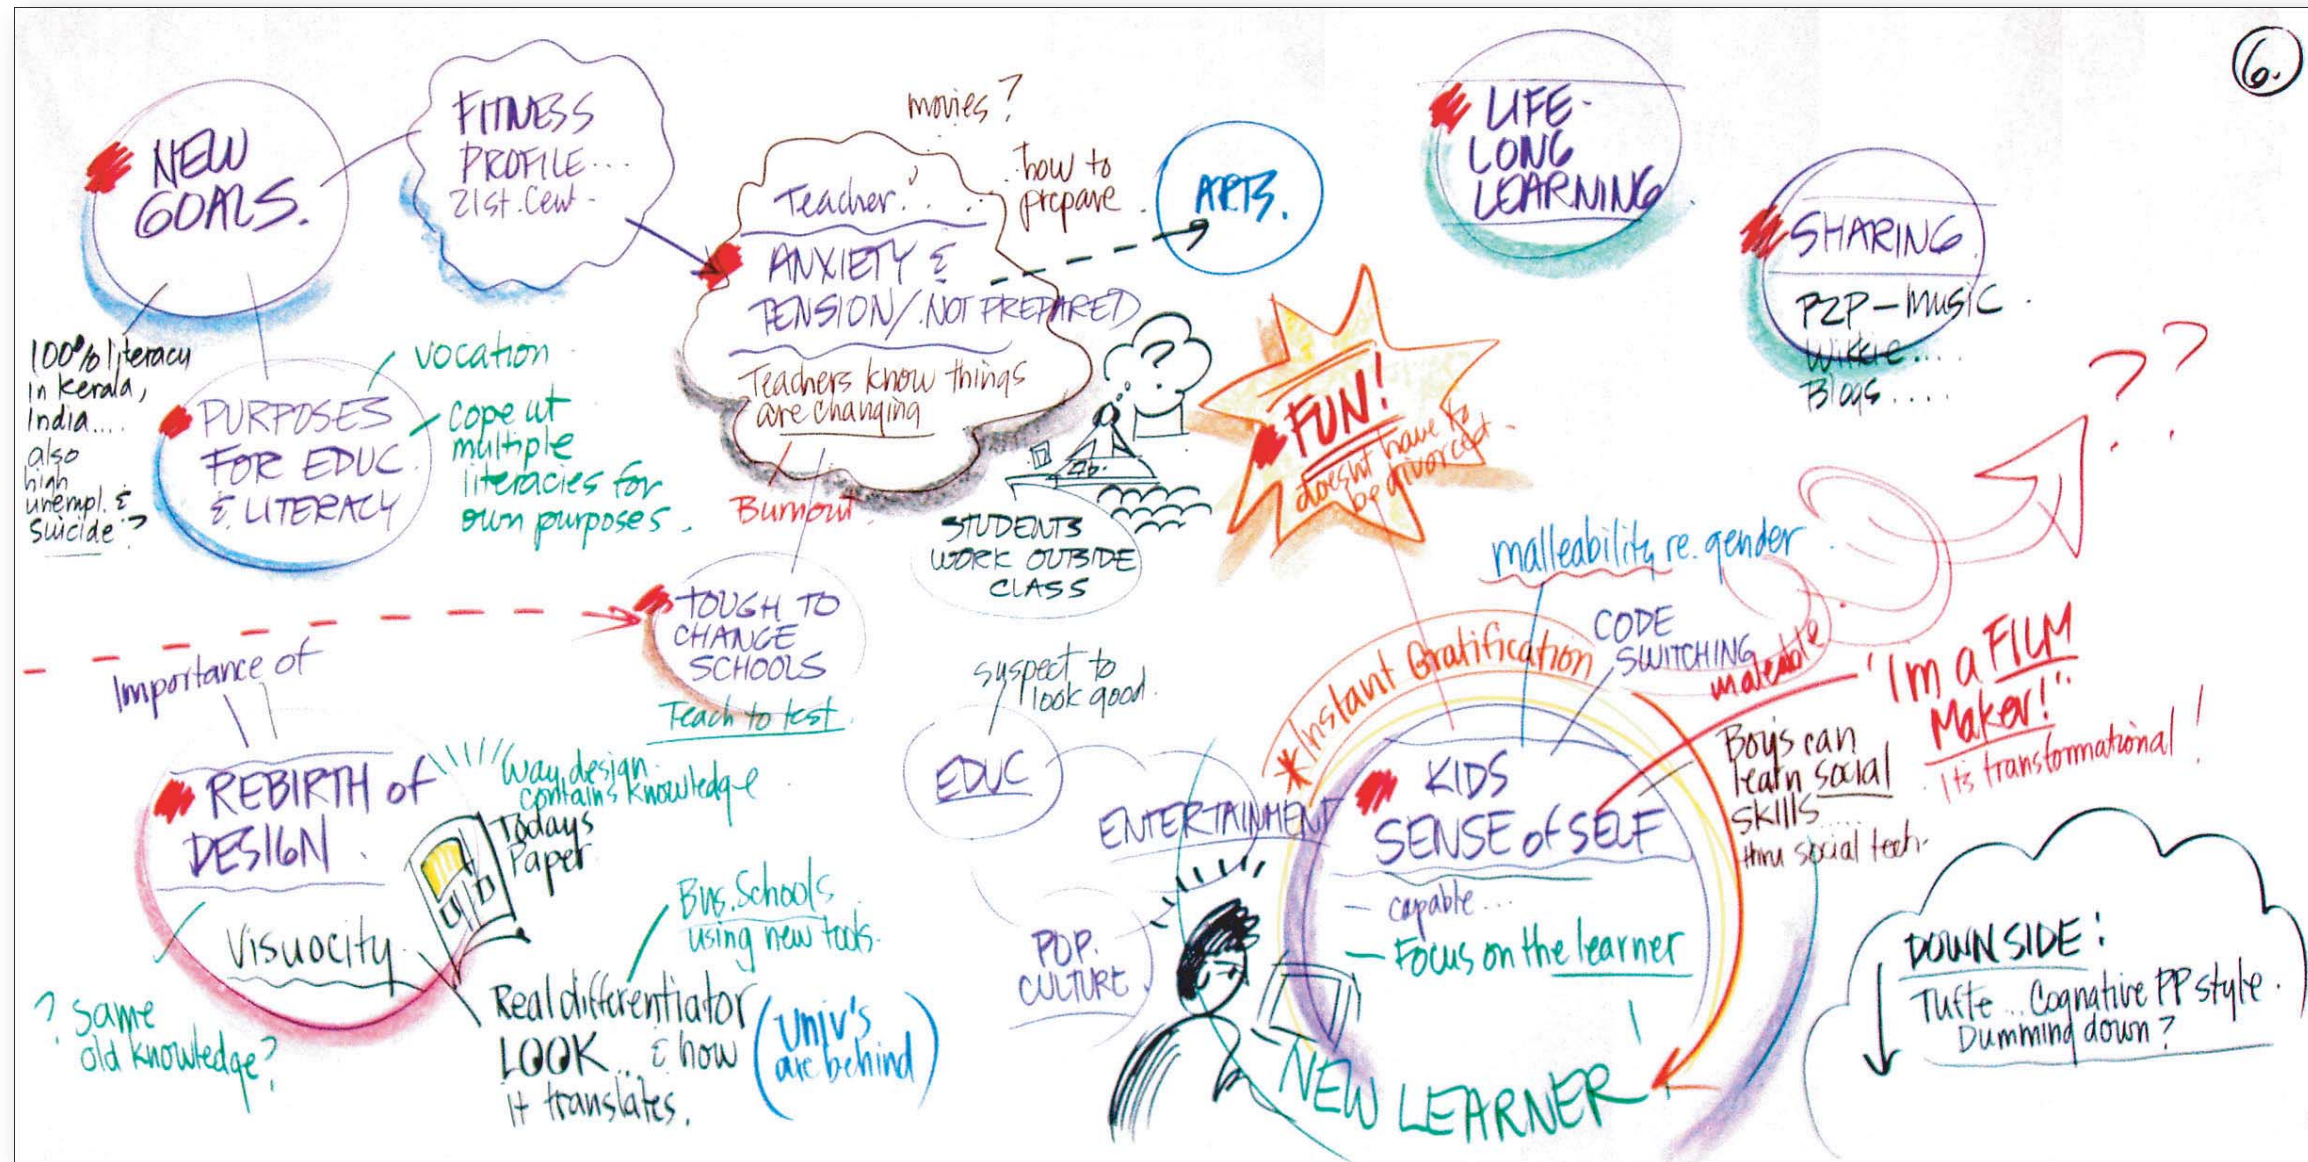 6.
NEW
GOALS.
FITNESS
PROFILE...
21st. Cent.
movies?
how to
prepare.
Teacher
ANXIETY &
TENSION/NOT PREPARED
Teachers know things
are changing
Burnout.
ARTS.
LIFE-
LONG
LEARNING
SHARING
P2P - Music.
Wikkie....
Blogs....
100% literacy
in Kerala,
India....
also
high
unempl. &
suicide?
PURPOSES
FOR EDUC.
& LITERACY
vocation
cope w/
multiple
literacies for
own purposes.
?
STUDENTS
WORK OUTSIDE
CLASS
FUN!
doesnt have to
be divorced.
? ?
TOUGH TO
CHANGE
SCHOOLS
Teach to test.
Importance of
REBIRTH of
DESIGN.
Visuocity.
? Same
old knowledge?
Way design
contains knowledge
Todays
Paper
Bus. Schools
using new tools.
Real differentiator
LOOK... & how
it translates.
(Univ's
are behind)
suspect to
look good.
EDUC
ENTERTAINMENT
POP.
CULTURE
*Instant Gratification
malleability re. gender.
CODE
SWITCHING
maleable
'I'm a FILM
Maker!'
Its transformational!
KIDS
SENSE of SELF
- capable...
- Focus on the learner
NEW LEARNER
Boys can
learn social
skills.....
thru social tech.
DOWNSIDE:
Tufte... Cognative PP style.
Dumming down?